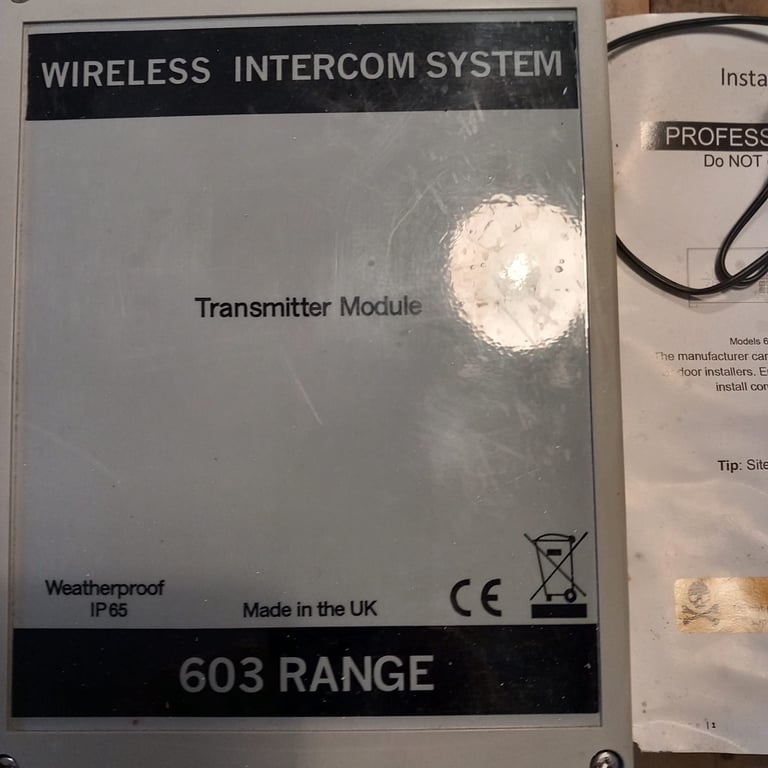 WIRELESS INTERCOM SYSTEM
Transmitter Module
Weatherproof
IP65
Made in the UK
CE
603 RANGE
Insta
PROFESS
Do NOT
Models 6
The manufacturer can
door installers. E
install con
Tip: Site